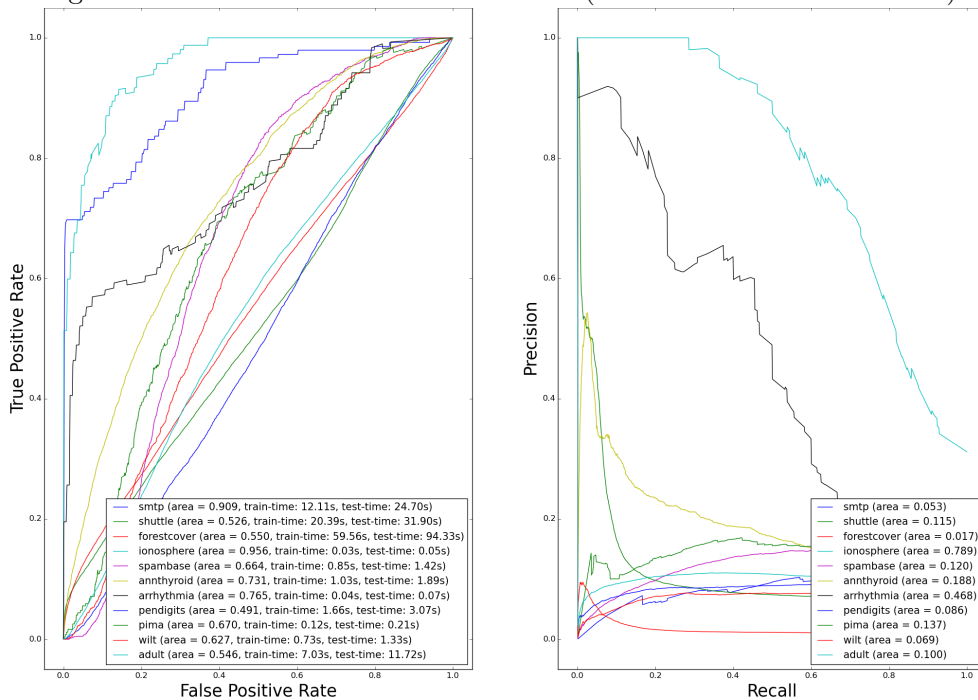 1.0
0.8
0.6
0.4
0.2
0.0
True Positive Rate
0.0 0.2 0.4 0.6 0.8 1.0
False Positive Rate
smtp (area = 0.909, train-time: 12.11s, test-time: 24.70s)
shuttle (area = 0.526, train-time: 20.39s, test-time: 31.90s)
forestcover (area = 0.550, train-time: 59.56s, test-time: 94.33s)
ionosphere (area = 0.956, train-time: 0.03s, test-time: 0.05s)
spambase (area = 0.664, train-time: 0.85s, test-time: 1.42s)
annthyroid (area = 0.731, train-time: 1.03s, test-time: 1.89s)
arrhythmia (area = 0.765, train-time: 0.04s, test-time: 0.07s)
pendigits (area = 0.491, train-time: 1.66s, test-time: 3.07s)
pima (area = 0.670, train-time: 0.12s, test-time: 0.21s)
wilt (area = 0.627, train-time: 0.73s, test-time: 1.33s)
adult (area = 0.546, train-time: 7.03s, test-time: 11.72s)
1.0
0.8
0.6
0.4
0.2
0.0
Precision
0.0 0.2 0.4 0.6 0.8 1.0
Recall
smtp (area = 0.053)
shuttle (area = 0.115)
forestcover (area = 0.017)
ionosphere (area = 0.789)
spambase (area = 0.120)
annthyroid (area = 0.188)
arrhythmia (area = 0.468)
pendigits (area = 0.086)
pima (area = 0.137)
wilt (area = 0.069)
adult (area = 0.100)